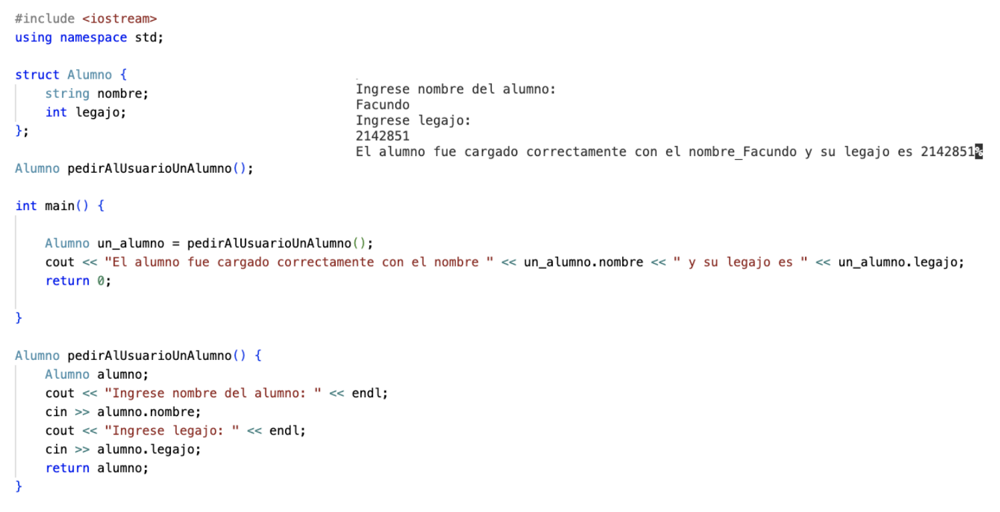 #include <iostream>
using namespace std;
struct Alumno {
    string nombre;
    int legajo;
};
Alumno pedirAlUsuarioUnAlumno();
int main() {
    Alumno un_alumno = pedirAlUsuarioUnAlumno();
    cout << "El alumno fue cargado correctamente con el nombre " << un_alumno.nombre << " y su legajo es " << un_alumno.legajo;
    return 0;
}
Alumno pedirAlUsuarioUnAlumno() {
    Alumno alumno;
    cout << "Ingrese nombre del alumno: " << endl;
    cin >> alumno.nombre;
    cout << "Ingrese legajo: " << endl;
    cin >> alumno.legajo;
    return alumno;
}
Ingrese nombre del alumno:
Facundo
Ingrese legajo:
2142851
El alumno fue cargado correctamente con el nombre_Facundo y su legajo es 2142851%